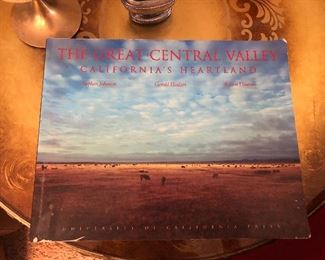 THE GREAT CENTRAL VALLEY
CALIFORNIA'S HEARTLAND
Stephen Johnson Gerald Haslam Robert Dawson
UNIVERSITY OF CALIFORNIA PRESS